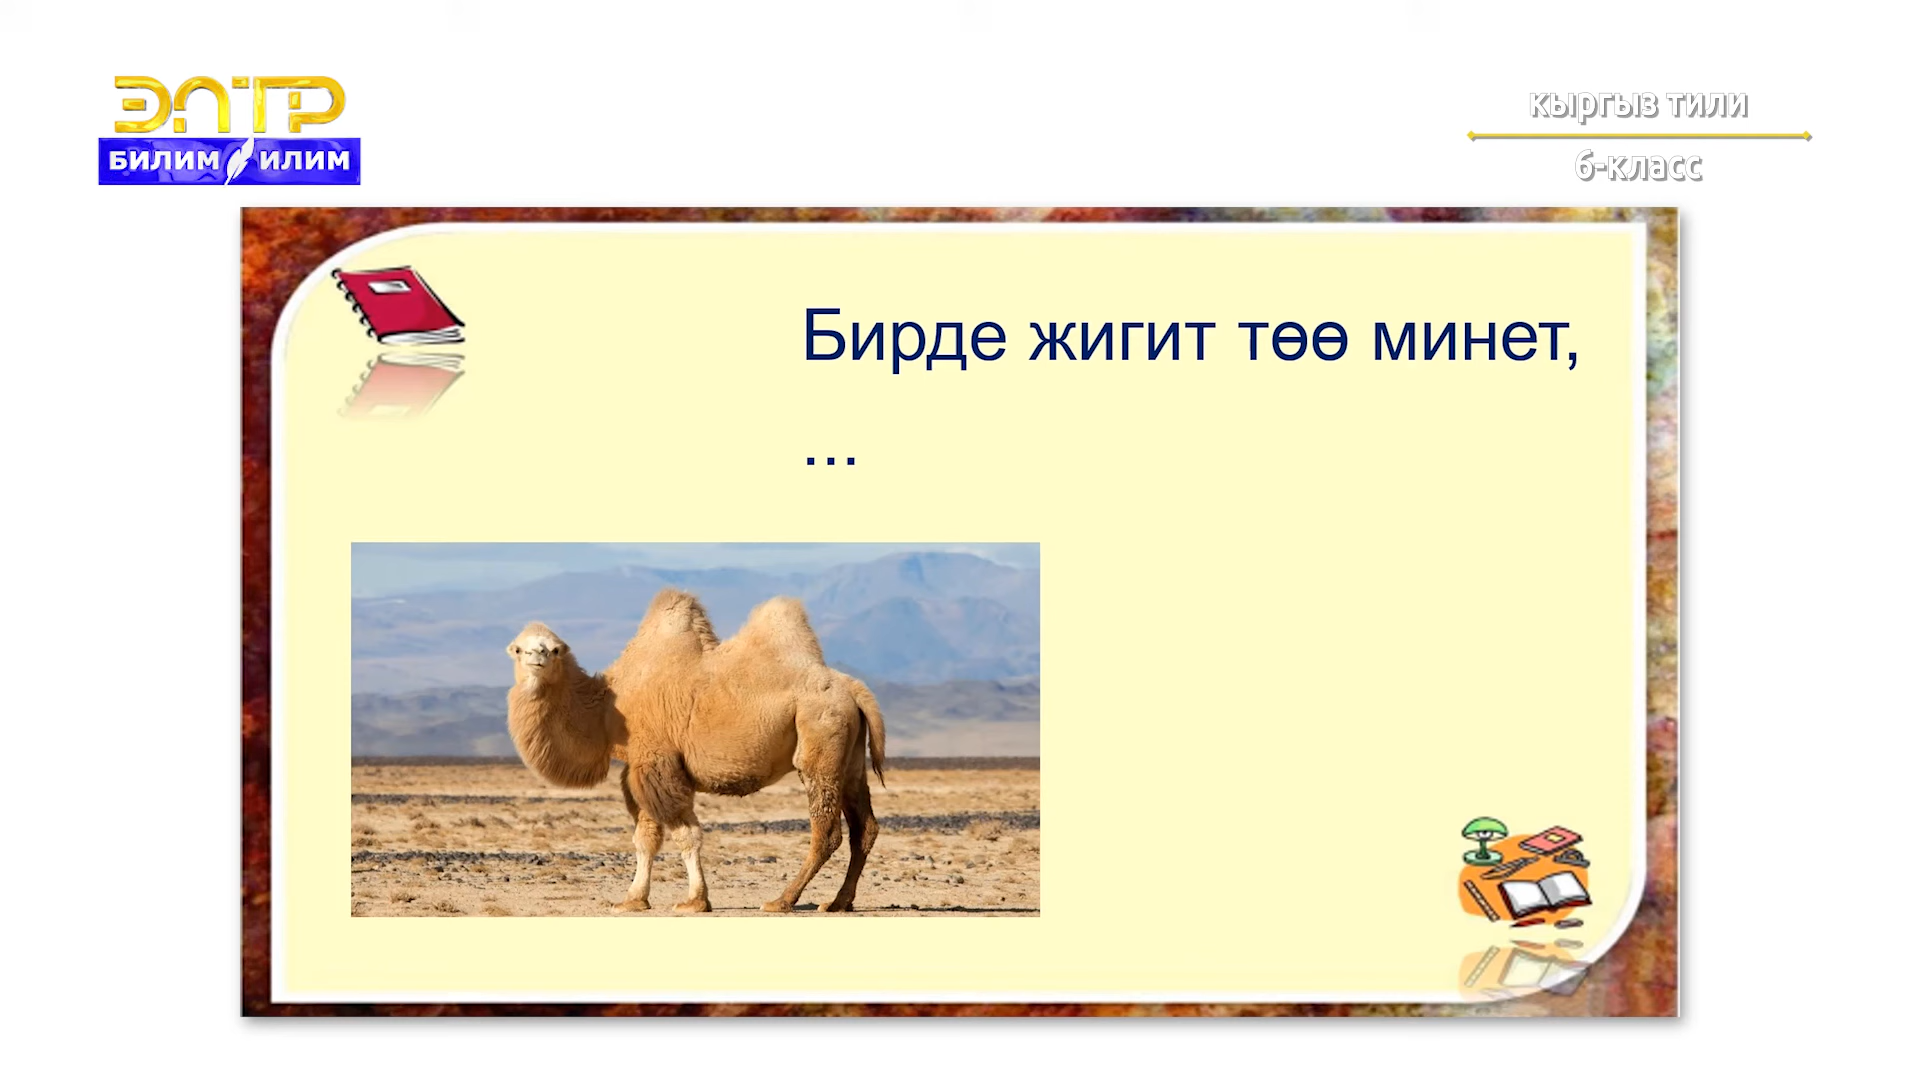 ЭЛТР
БИЛИМ ИЛИМ
кыргыз тили
6-класс
Бирде жигит төө минет,
...